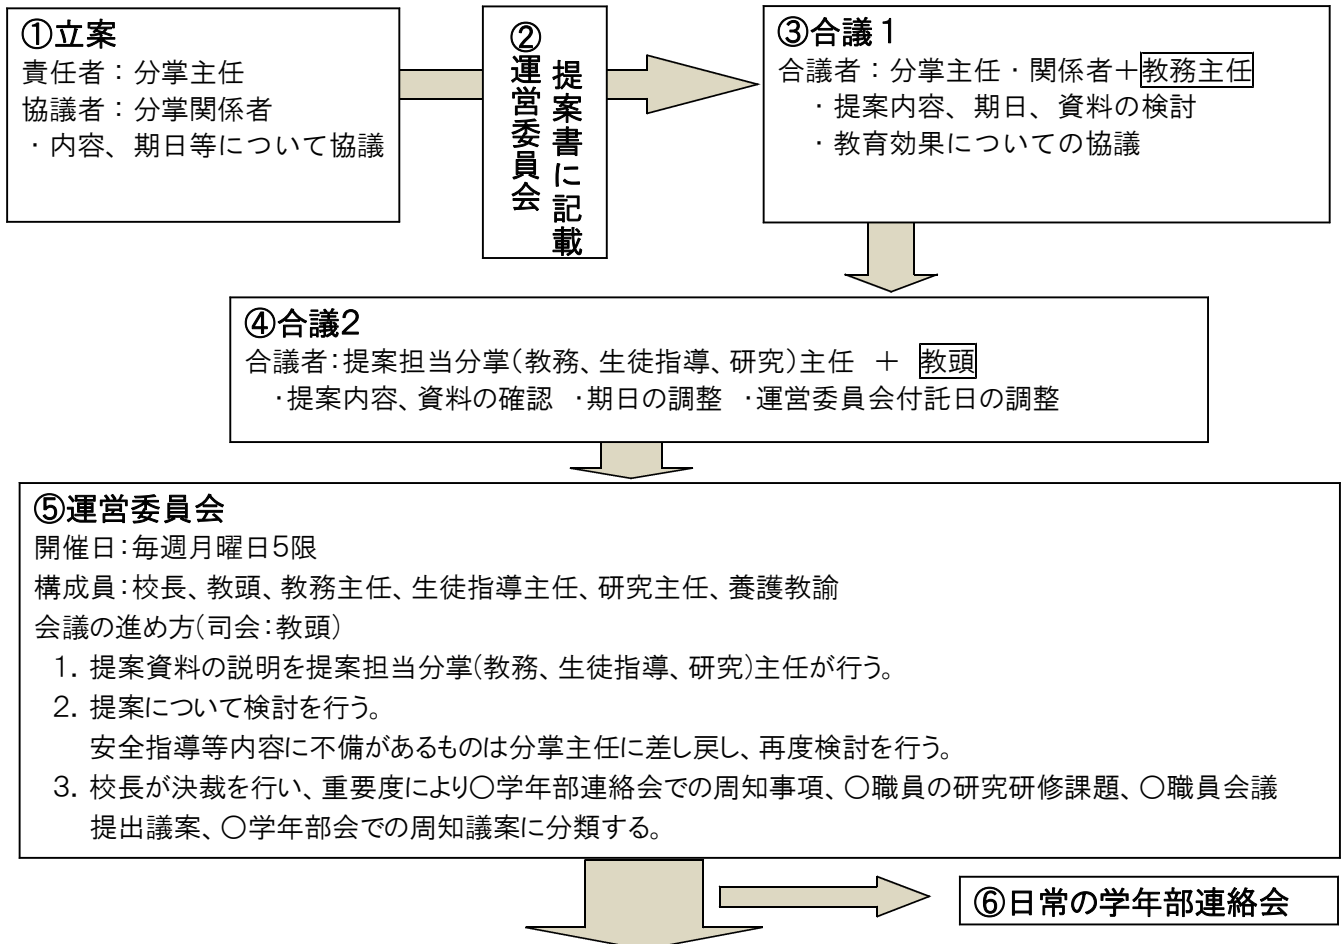 ①立案
責任者：分掌主任
協議者：分掌関係者
・内容、期日等について協議
②運営委員会
提案書に記載
③合議１
合議者：分掌主任・関係者＋教務主任
・提案内容、期日、資料の検討
・教育効果についての協議
④合議2
合議者：提案担当分掌（教務、生徒指導、研究）主任　＋　教頭
・提案内容、資料の確認　・期日の調整　・運営委員会付託日の調整
⑤運営委員会
開催日：毎週月曜日5限
構成員：校長、教頭、教務主任、生徒指導主任、研究主任、養護教諭
会議の進め方（司会：教頭）
1．提案資料の説明を提案担当分掌（教務、生徒指導、研究）主任が行う。
2．提案について検討を行う。
安全指導等内容に不備があるものは分掌主任に差し戻し、再度検討を行う。
3．校長が決裁を行い、重要度により○学年部連絡会での周知事項、○職員の研究研修課題、○職員会議
提出議案、○学年部会での周知議案に分類する。
⑥日常の学年部連絡会